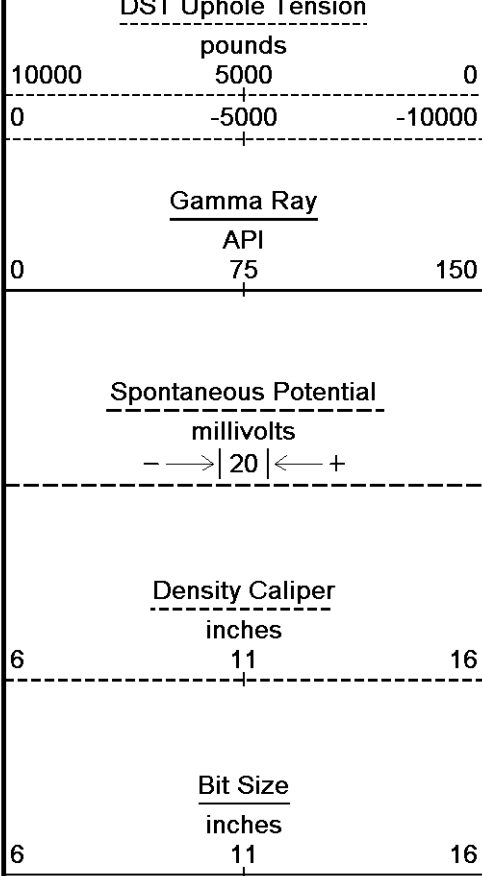 DST Uphole Tension
pounds
10000 5000 0
0 -5000 -10000
Gamma Ray
API
0 75 150
Spontaneous Potential
millivolts
− ⟶| 20 |⟵ +
Density Caliper
inches
6 11 16
Bit Size
inches
6 11 16